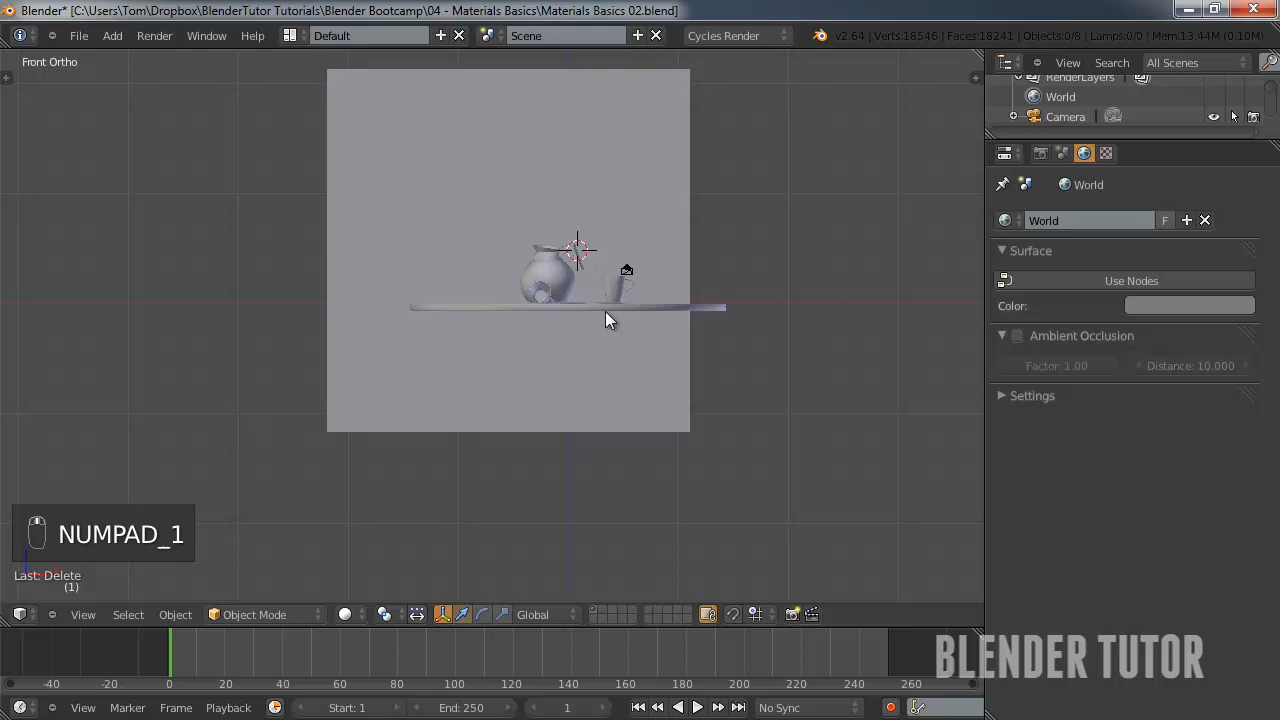 Blender* [C:\Users\Tom\Dropbox\BlenderTutor Tutorials\Blender Bootcamp\04 - Materials Basics\Materials Basics 02.blend]
File Add Render Window Help Default Scene Cycles Render v2.64 | Verts:18546 | Faces:18241 | Objects:0/8 | Lamps:0/0 | Mem:13.44M (0.10M)
Front Ortho
View Search All Scenes
RenderLayers
World
Camera
World
World F
Surface
Use Nodes
Color:
Ambient Occlusion
Factor: 1.00 Distance: 10.000
Settings
NUMPAD_1
Last: Delete
(1)
View Select Object Object Mode Global
-40 -20 0 20 40 60 80 100 120 140 160 180 200 220 240 260
BLENDER TUTOR
View Marker Frame Playback Start: 1 End: 250 1 No Sync